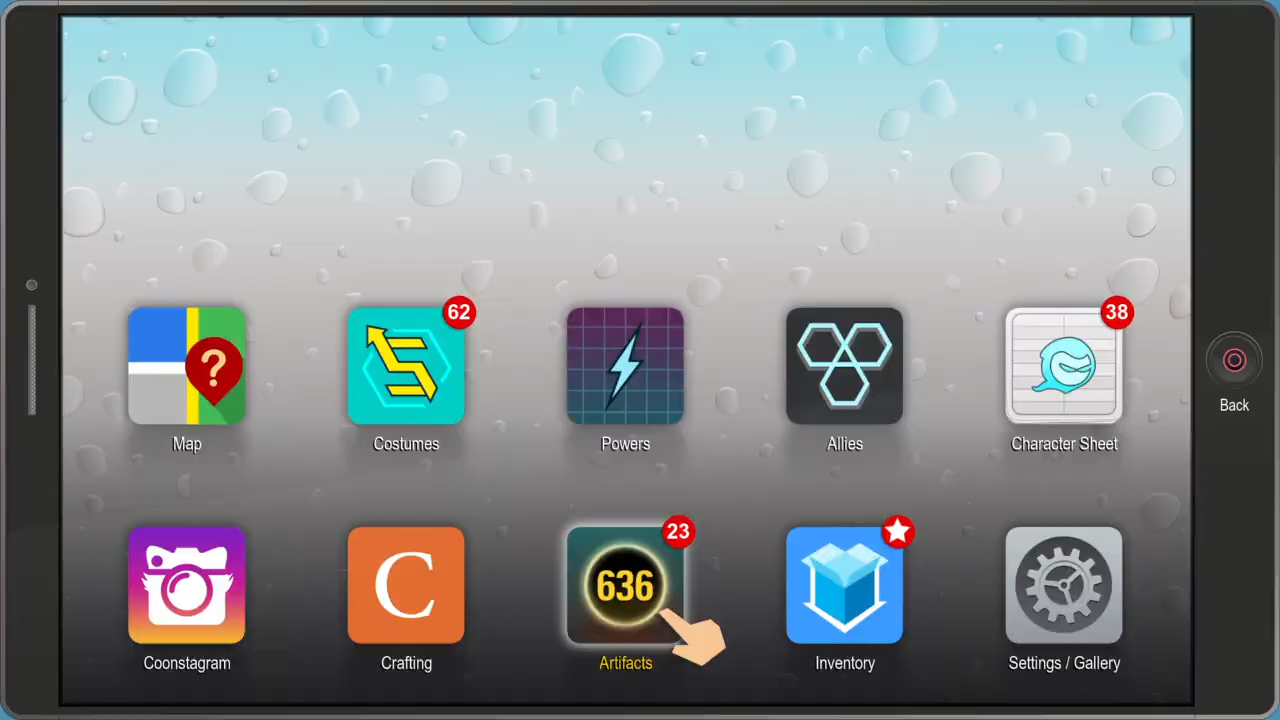 62
38
?
Map
Costumes
Powers
Allies
Character Sheet
Back
23
C
636
Coonstagram
Crafting
Artifacts
Inventory
Settings / Gallery